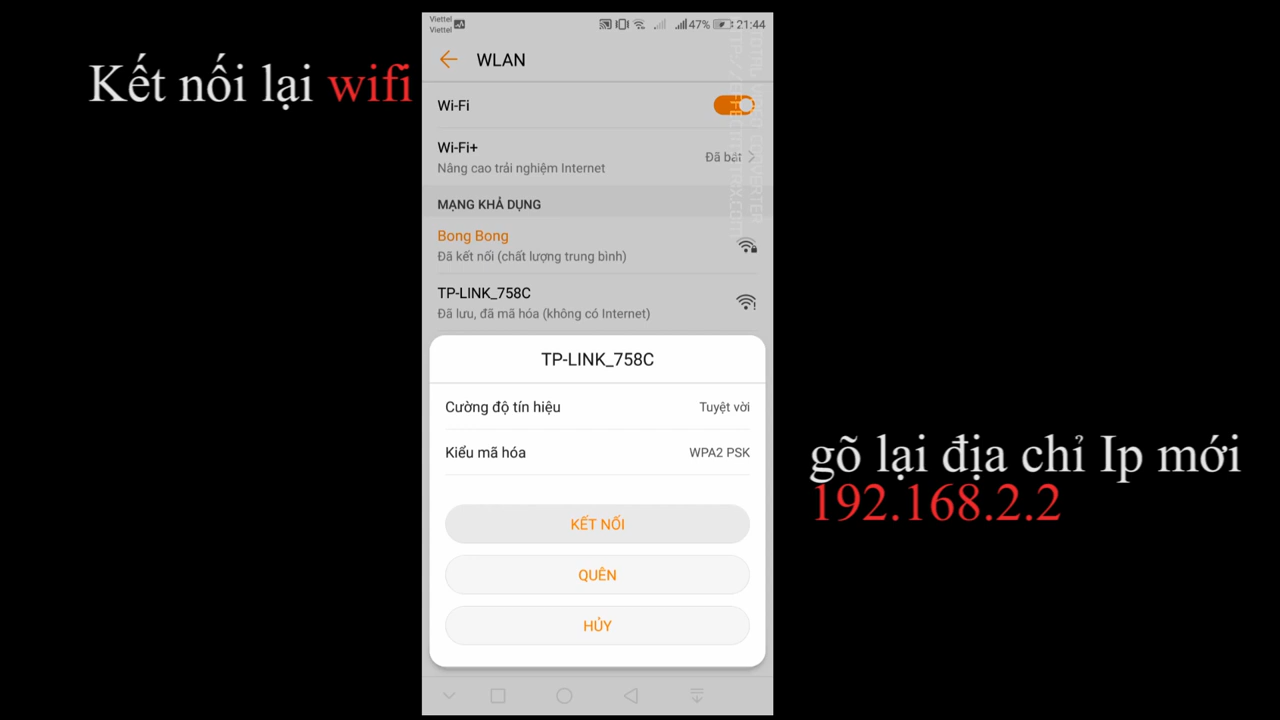 Kết nối lại wifi
Viettel
Viettel
47%
21:44
WLAN
Wi-Fi
Wi-Fi+
Nâng cao trải nghiệm Internet
Đã bật
MẠNG KHẢ DỤNG
Bong Bong
Đã kết nối (chất lượng trung bình)
TP-LINK_758C
Đã lưu, đã mã hóa (không có Internet)
TP-LINK_758C
Cường độ tín hiệu
Tuyệt vời
Kiểu mã hóa
WPA2 PSK
KẾT NỐI
QUÊN
HỦY
gõ lại địa chỉ Ip mới
192.168.2.2
TOTAL VIDEO CONVERTER